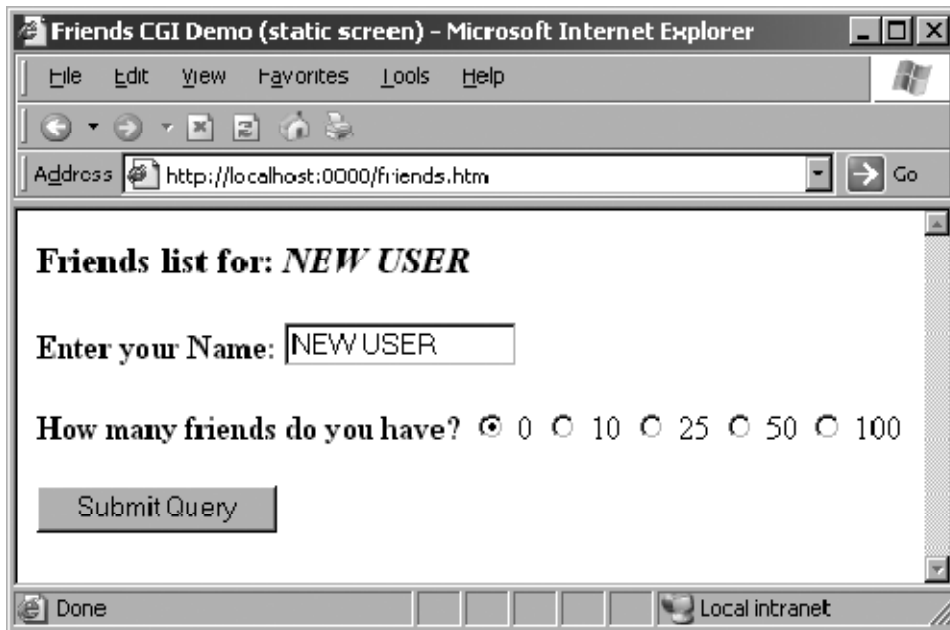 Friends CGI Demo (static screen) - Microsoft Internet Explorer
File Edit View Favorites Tools Help
Address http://localhost:8000/friends.htm Go
Friends list for: NEW USER
Enter your Name: NEW USER
How many friends do you have? 0 10 25 50 100
Submit Query
Done Local intranet